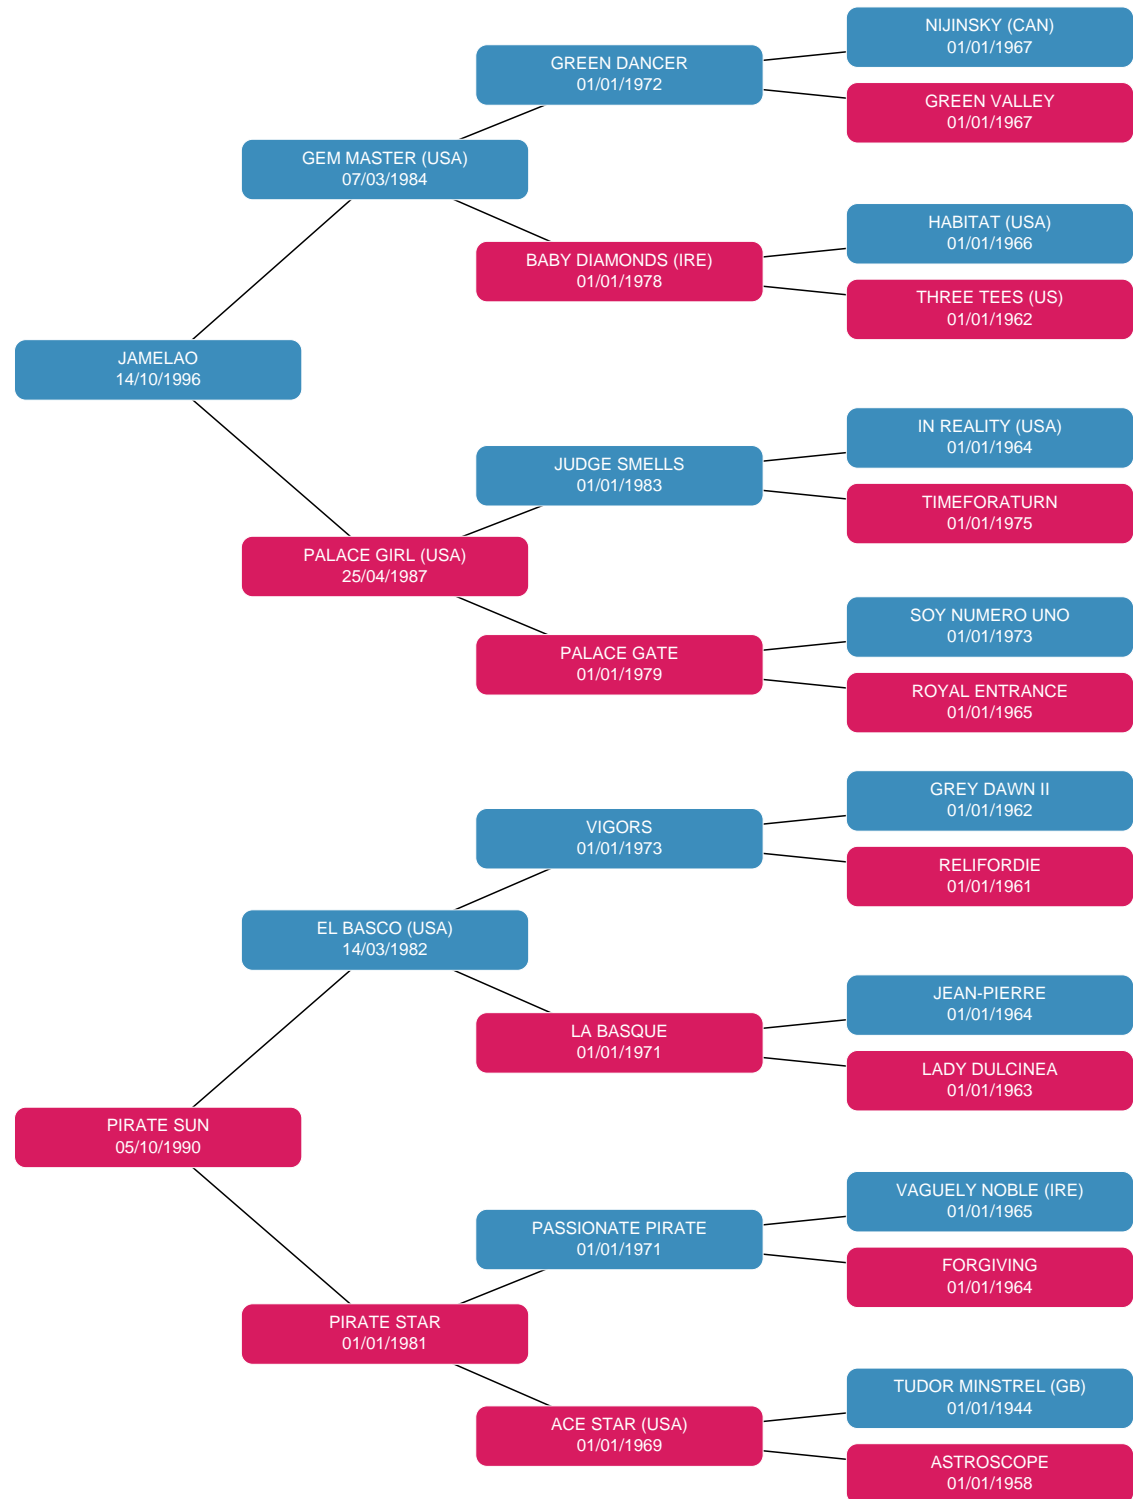 NIJINSKY (CAN)
01/01/1967
GREEN DANCER
01/01/1972
GREEN VALLEY
01/01/1967
GEM MASTER (USA)
07/03/1984
HABITAT (USA)
01/01/1966
BABY DIAMONDS (IRE)
01/01/1978
THREE TEES (US)
01/01/1962
JAMELAO
14/10/1996
IN REALITY (USA)
01/01/1964
JUDGE SMELLS
01/01/1983
TIMEFORATURN
01/01/1975
PALACE GIRL (USA)
25/04/1987
SOY NUMERO UNO
01/01/1973
PALACE GATE
01/01/1979
ROYAL ENTRANCE
01/01/1965
GREY DAWN II
01/01/1962
VIGORS
01/01/1973
RELIFORDIE
01/01/1961
EL BASCO (USA)
14/03/1982
JEAN-PIERRE
01/01/1964
LA BASQUE
01/01/1971
LADY DULCINEA
01/01/1963
PIRATE SUN
05/10/1990
VAGUELY NOBLE (IRE)
01/01/1965
PASSIONATE PIRATE
01/01/1971
FORGIVING
01/01/1964
PIRATE STAR
01/01/1981
TUDOR MINSTREL (GB)
01/01/1944
ACE STAR (USA)
01/01/1969
ASTROSCOPE
01/01/1958